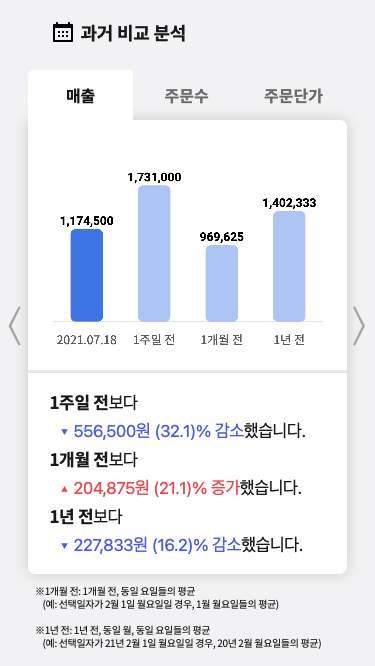 과거 비교 분석
매출
주문수
주문단가
1,174,500
1,731,000
969,625
1,402,333
2021.07.18
1주일 전
1개월 전
1년 전
1주일 전보다
▼ 556,500원 (32.1)% 감소했습니다.
1개월 전보다
▲ 204,875원 (21.1)% 증가했습니다.
1년 전보다
▼ 227,833원 (16.2)% 감소했습니다.
※1개월 전: 1개월 전, 동일 요일들의 평균
(예: 선택일자가 2월 1일 월요일일 경우, 1월 월요일들의 평균)
※1년 전: 1년 전, 동일 월, 동일 요일들의 평균
(예: 선택일자가 21년 2월 1일 월요일일 경우, 20년 2월 월요일들의 평균)